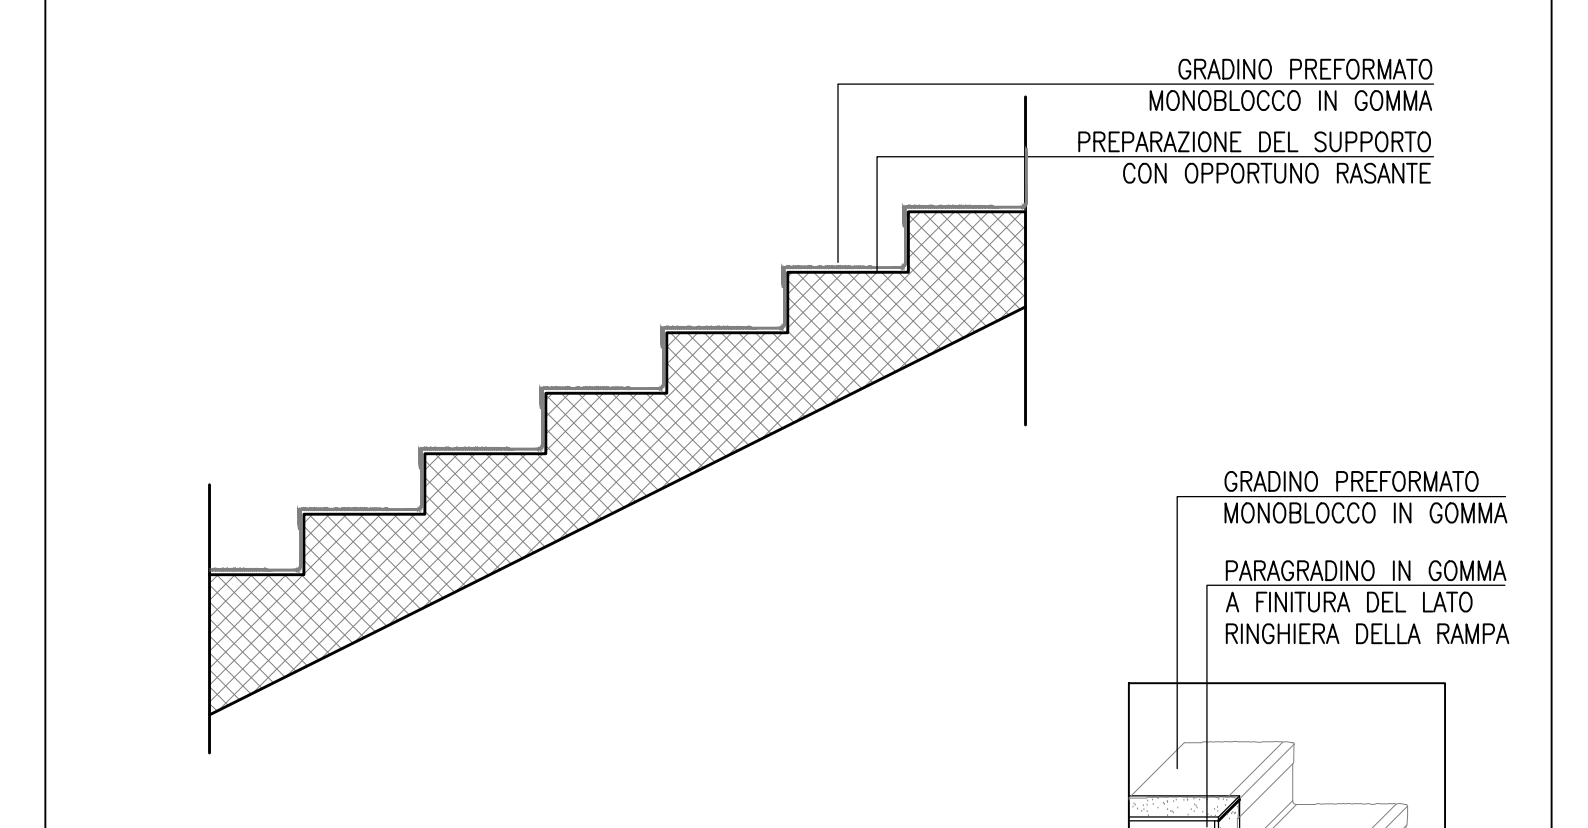 GRADINO PREFORMATO
MONOBLOCCO IN GOMMA
PREPARAZIONE DEL SUPPORTO
CON OPPORTUNO RASANTE
GRADINO PREFORMATO
MONOBLOCCO IN GOMMA
PARAGRADINO IN GOMMA
A FINITURA DEL LATO
RINGHIERA DELLA RAMPA